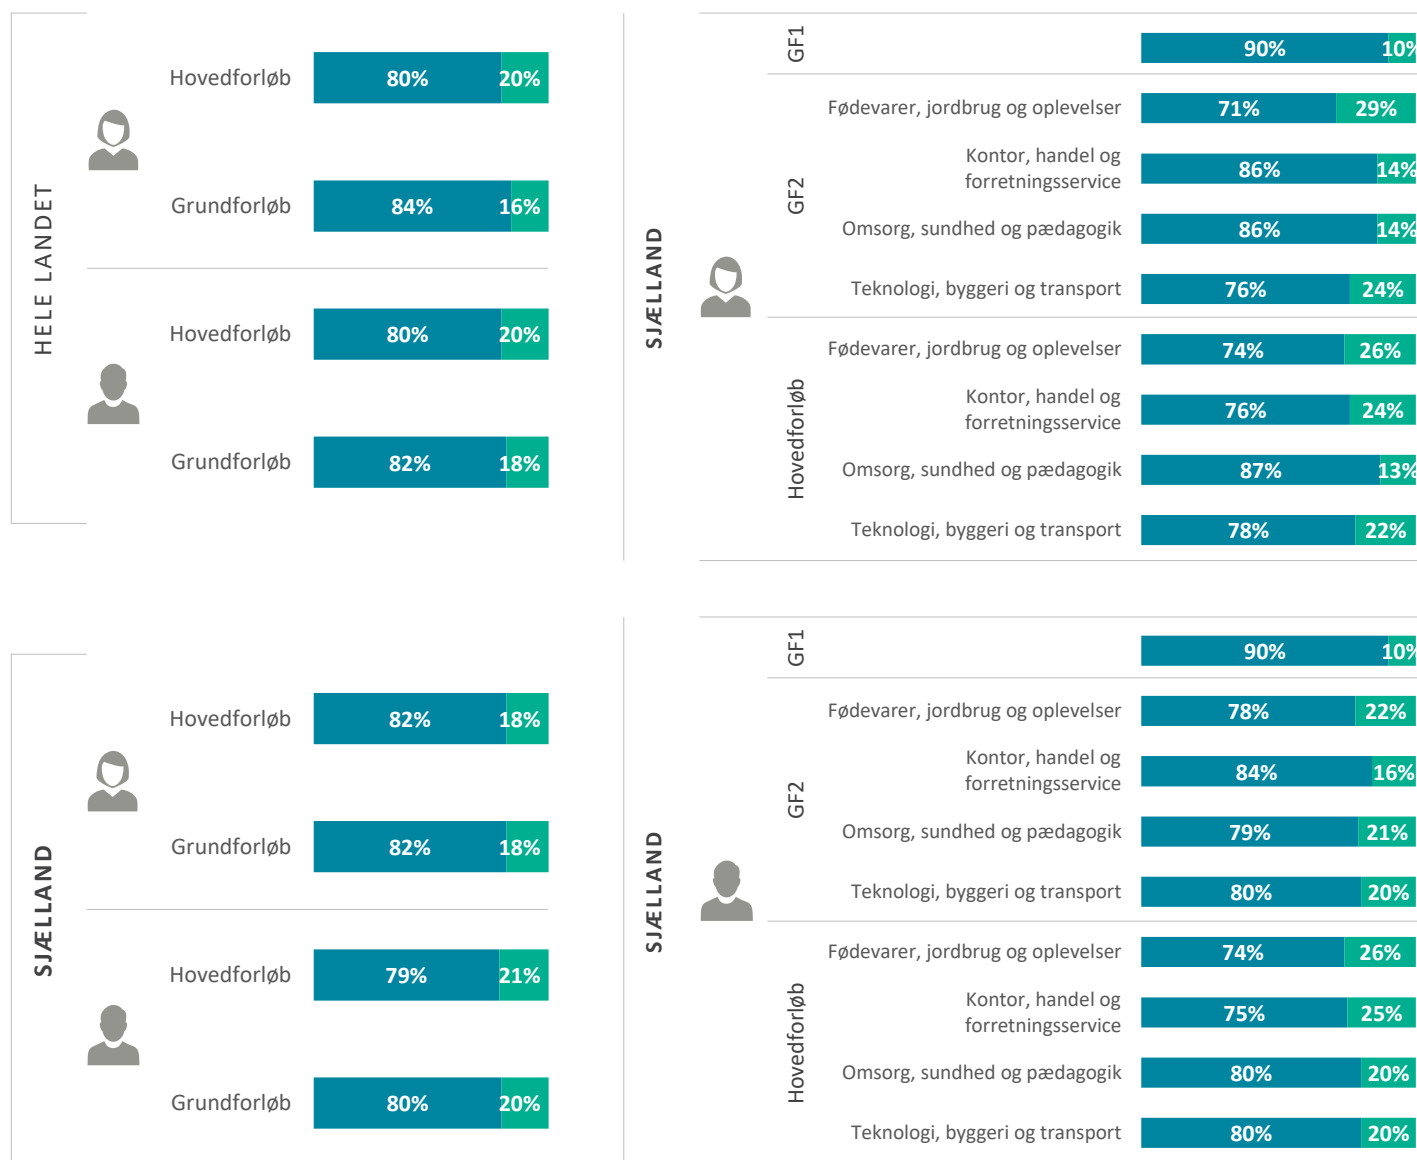 HELE LANDET
Hovedforløb 80% 20%
Grundforløb 84% 16%
Hovedforløb 80% 20%
Grundforløb 82% 18%
SJÆLLAND
GF1
90% 10%
GF2
Fødevarer, jordbrug og oplevelser 71% 29%
Kontor, handel og
forretningsservice 86% 14%
Omsorg, sundhed og pædagogik 86% 14%
Teknologi, byggeri og transport 76% 24%
Hovedforløb
Fødevarer, jordbrug og oplevelser 74% 26%
Kontor, handel og
forretningsservice 76% 24%
Omsorg, sundhed og pædagogik 87% 13%
Teknologi, byggeri og transport 78% 22%
SJÆLLAND
Hovedforløb 82% 18%
Grundforløb 82% 18%
Hovedforløb 79% 21%
Grundforløb 80% 20%
SJÆLLAND
GF1
90% 10%
GF2
Fødevarer, jordbrug og oplevelser 78% 22%
Kontor, handel og
forretningsservice 84% 16%
Omsorg, sundhed og pædagogik 79% 21%
Teknologi, byggeri og transport 80% 20%
Hovedforløb
Fødevarer, jordbrug og oplevelser 74% 26%
Kontor, handel og
forretningsservice 75% 25%
Omsorg, sundhed og pædagogik 80% 20%
Teknologi, byggeri og transport 80% 20%